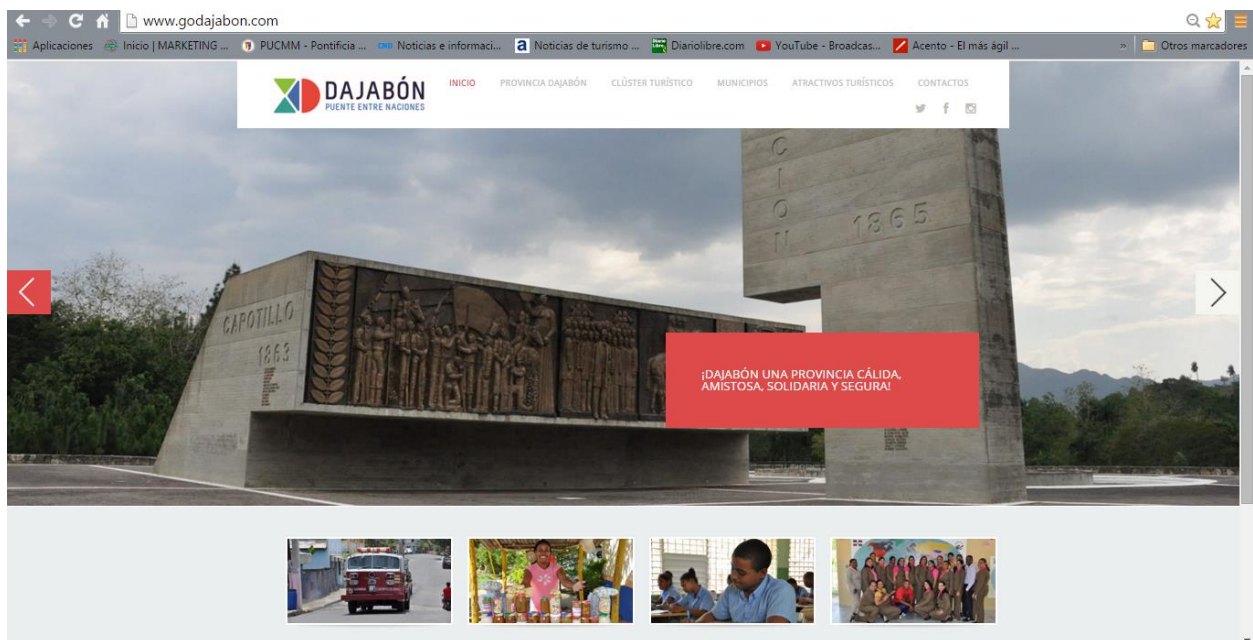 www.godajabon.com
Aplicaciones
Inicio | MARKETING ...
PUCMM - Pontificia ...
CND Noticias e informaci...
a Noticias de turismo ...
Diariolibre.com
YouTube - Broadcas...
Acento - El más ágil ...
»
Otros marcadores
DAJABÓN
PUENTE ENTRE NACIONES
INICIO
PROVINCIA DAJABÓN
CLÚSTER TURÍSTICO
MUNICIPIOS
ATRACTIVOS TURÍSTICOS
CONTACTOS
CION
1865
CAPOTILLO
1863
¡DAJABÓN UNA PROVINCIA CÁLIDA,
AMISTOSA, SOLIDARIA Y SEGURA!